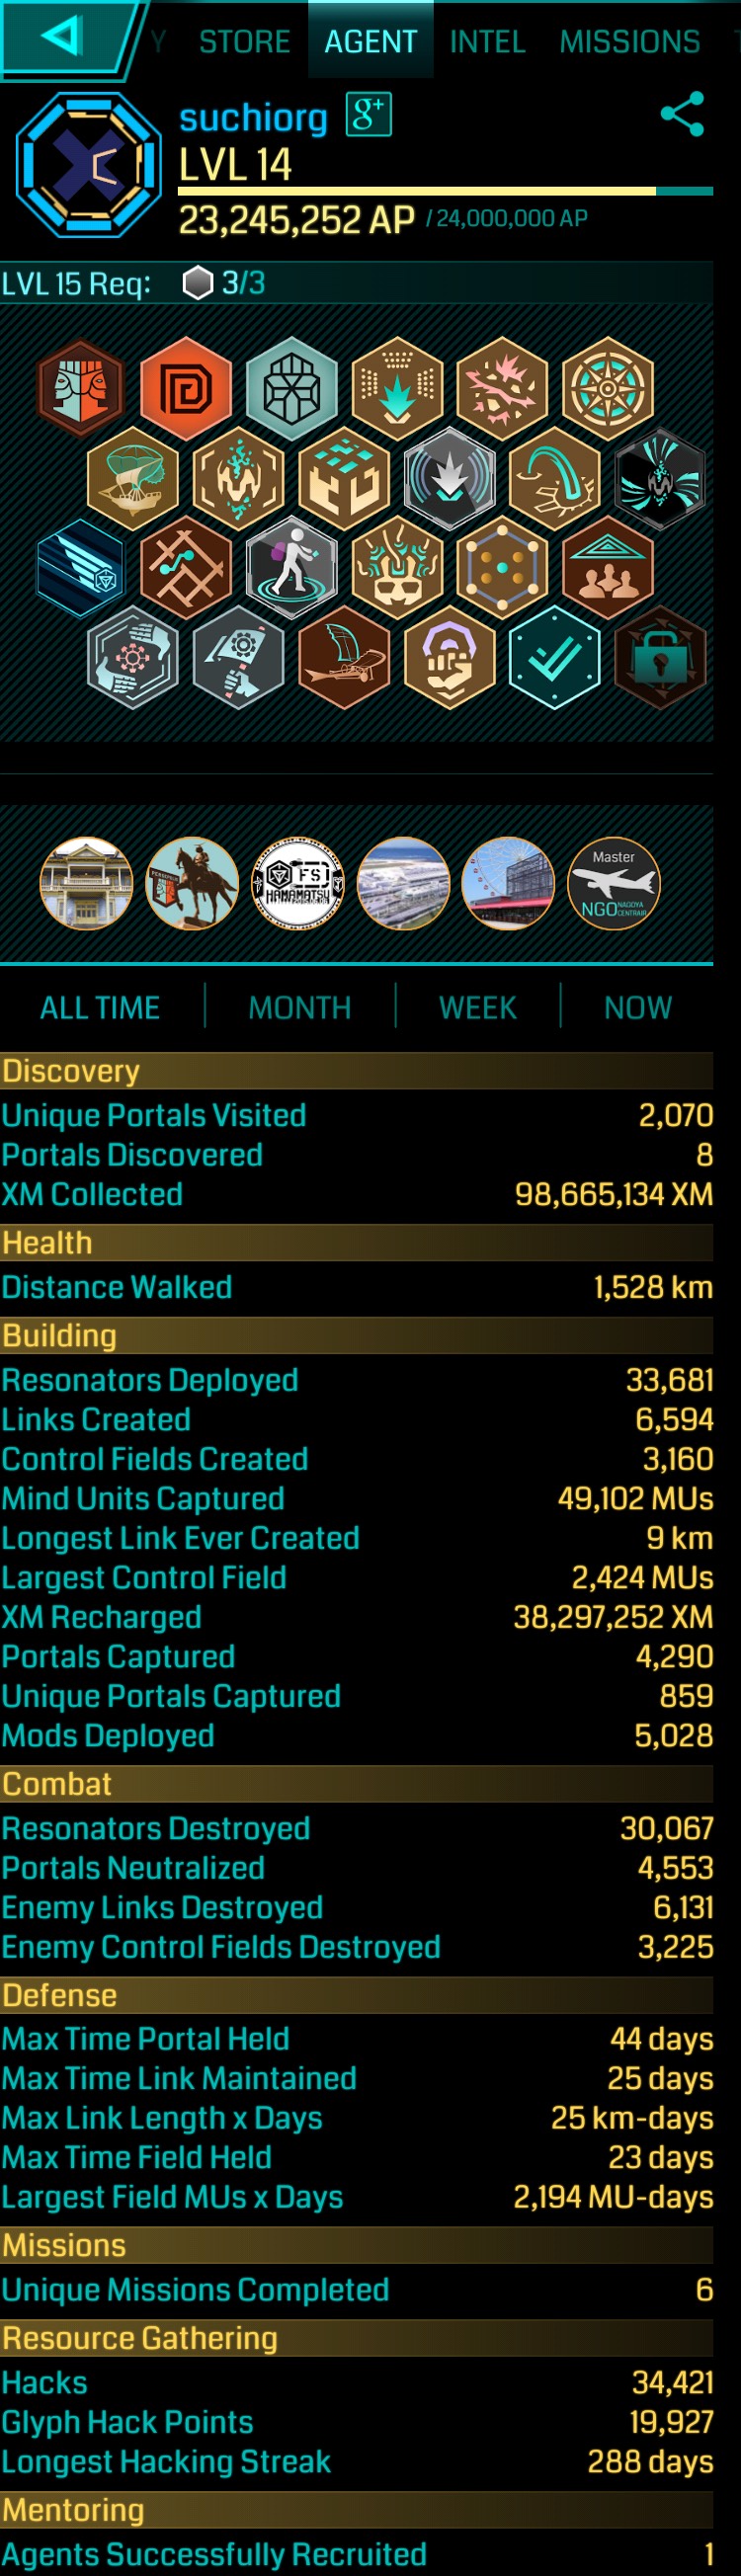 STORE AGENT INTEL MISSIONS
suchiorg g+
LVL 14
23,245,252 AP / 24,000,000 AP
LVL 15 Req: 3/3
PERSEPOLIS
FS
HAMAMATSU
Master
NGO NAGOYA CENTRAIR
ALL TIME MONTH WEEK NOW
Discovery
Unique Portals Visited 2,070
Portals Discovered 8
XM Collected 98,665,134 XM
Health
Distance Walked 1,528 km
Building
Resonators Deployed 33,681
Links Created 6,594
Control Fields Created 3,160
Mind Units Captured 49,102 MUs
Longest Link Ever Created 9 km
Largest Control Field 2,424 MUs
XM Recharged 38,297,252 XM
Portals Captured 4,290
Unique Portals Captured 859
Mods Deployed 5,028
Combat
Resonators Destroyed 30,067
Portals Neutralized 4,553
Enemy Links Destroyed 6,131
Enemy Control Fields Destroyed 3,225
Defense
Max Time Portal Held 44 days
Max Time Link Maintained 25 days
Max Link Length x Days 25 km-days
Max Time Field Held 23 days
Largest Field MUs x Days 2,194 MU-days
Missions
Unique Missions Completed 6
Resource Gathering
Hacks 34,421
Glyph Hack Points 19,927
Longest Hacking Streak 288 days
Mentoring
Agents Successfully Recruited 1